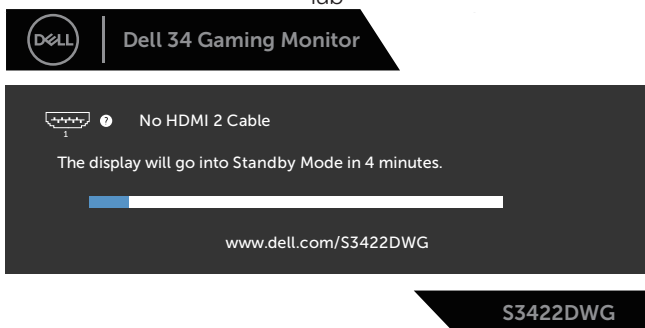 DELL
Dell 34 Gaming Monitor
1
? No HDMI 2 Cable
The display will go into Standby Mode in 4 minutes.
www.dell.com/S3422DWG
S3422DWG